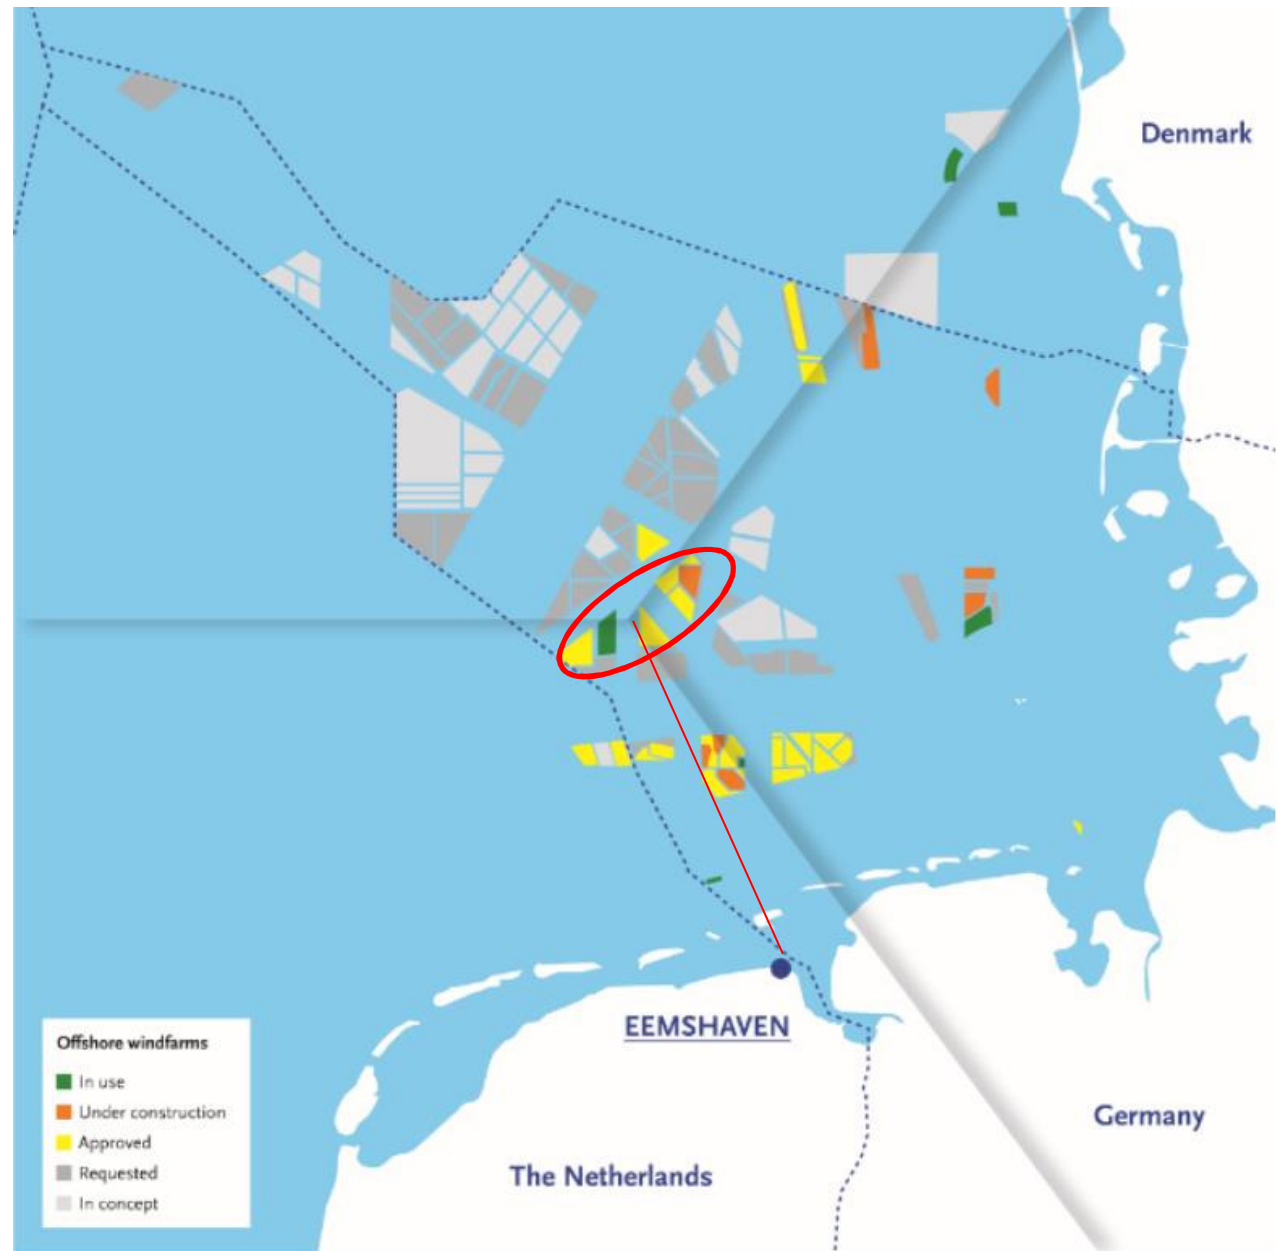 Denmark
EEMSHAVEN
Offshore windfarms
In use
Under construction
Approved
Requested
In concept
Germany
The Netherlands